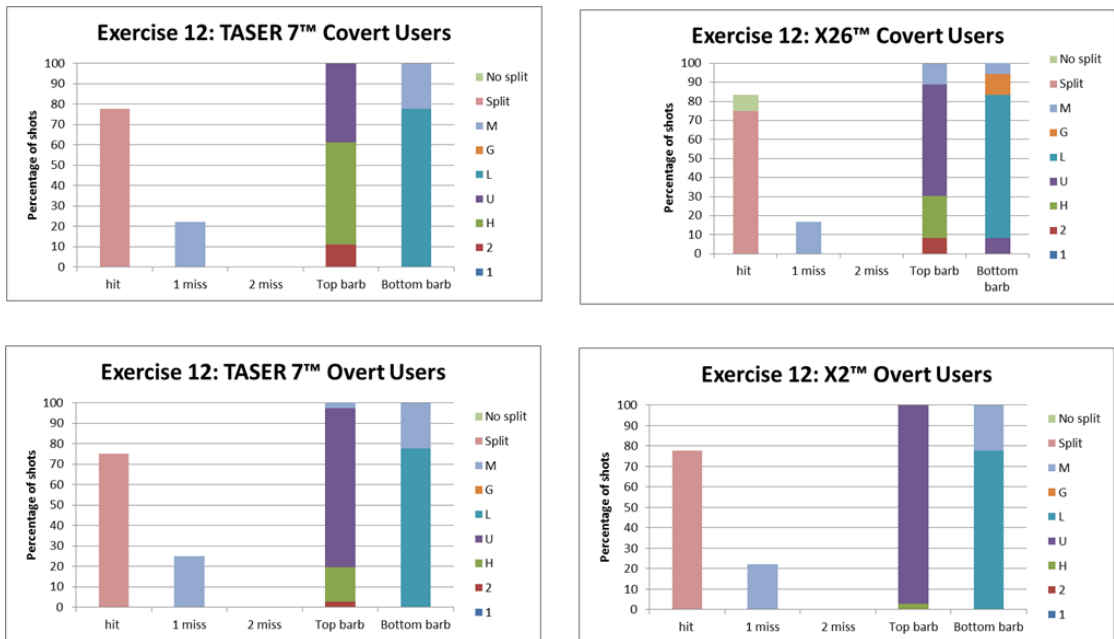 Exercise 12: TASER 7™ Covert Users
Percentage of shots
100
90
80
70
60
50
40
30
20
10
0
hit
1 miss
2 miss
Top barb
Bottom barb
No split
Split
M
G
L
U
H
2
1
Exercise 12: X26™ Covert Users
Percentage of shots
100
90
80
70
60
50
40
30
20
10
0
hit
1 miss
2 miss
Top barb
Bottom
barb
No split
Split
M
G
L
U
H
2
1
Exercise 12: TASER 7™ Overt Users
Percentage of shots
100
90
80
70
60
50
40
30
20
10
0
hit
1 miss
2 miss
Top barb
Bottom barb
No split
Split
M
G
L
U
H
2
1
Exercise 12: X2™ Overt Users
Percentage of shots
100
90
80
70
60
50
40
30
20
10
0
hit
1 miss
2 miss
Top barb
Bottom barb
No split
Split
M
G
L
U
H
2
1